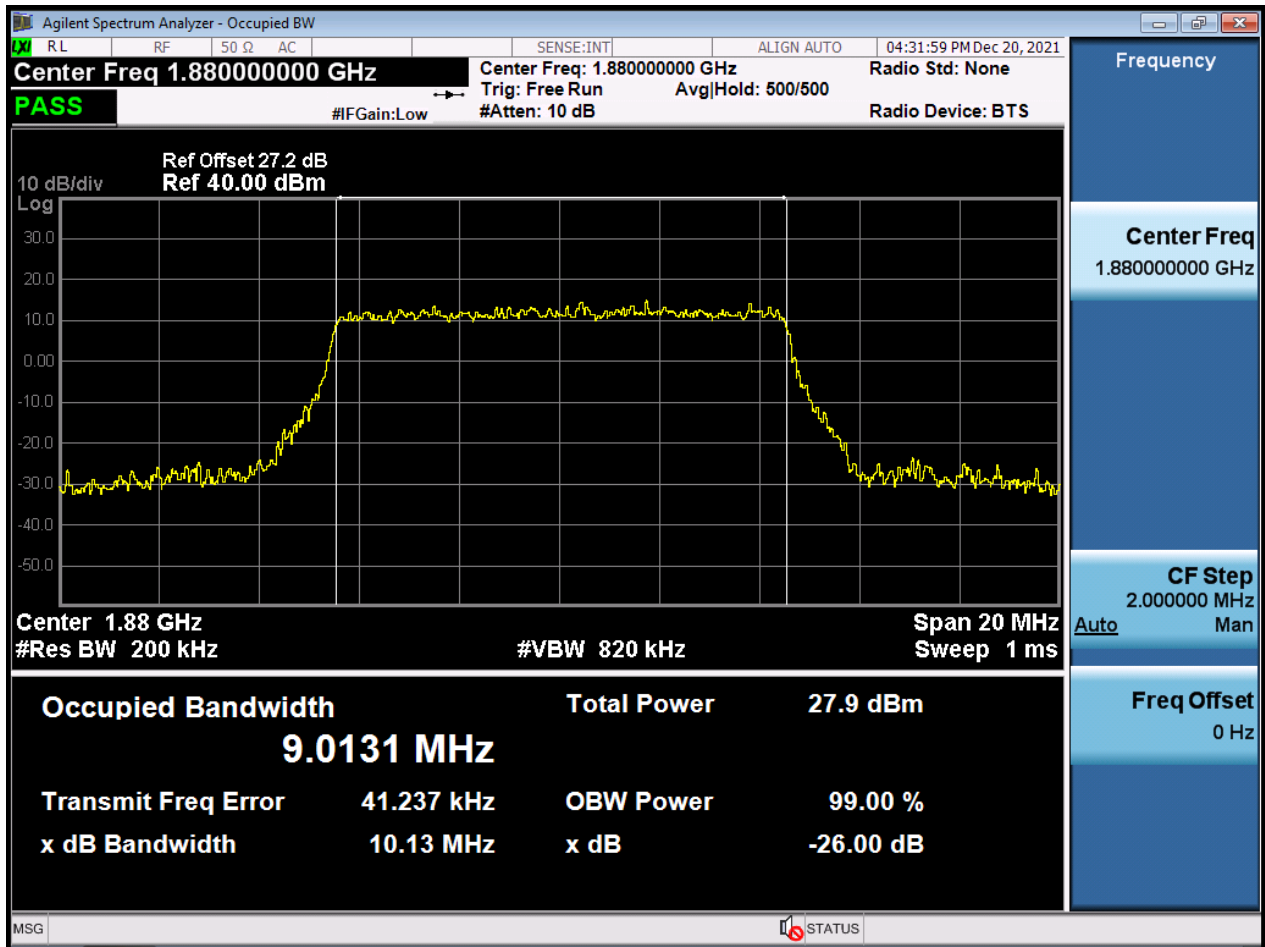 Agilent Spectrum Analyzer - Occupied BW
LXI RL RF 50 Ω AC SENSE:INT ALIGN AUTO 04:31:59 PM Dec 20, 2021
Center Freq 1.880000000 GHz
PASS
#IFGain:Low
Center Freq: 1.880000000 GHz
Trig: Free Run Avg|Hold: 500/500
#Atten: 10 dB
Radio Std: None
Radio Device: BTS
Ref Offset 27.2 dB
10 dB/div Ref 40.00 dBm
Log
30.0
20.0
10.0
0.00
-10.0
-20.0
-30.0
-40.0
-50.0
Center 1.88 GHz Span 20 MHz
#Res BW 200 kHz #VBW 820 kHz Sweep 1 ms
Occupied Bandwidth Total Power 27.9 dBm
9.0131 MHz
Transmit Freq Error 41.237 kHz OBW Power 99.00 %
x dB Bandwidth 10.13 MHz x dB -26.00 dB
Frequency
Center Freq
1.880000000 GHz
CF Step
2.000000 MHz
Auto Man
Freq Offset
0 Hz
MSG STATUS